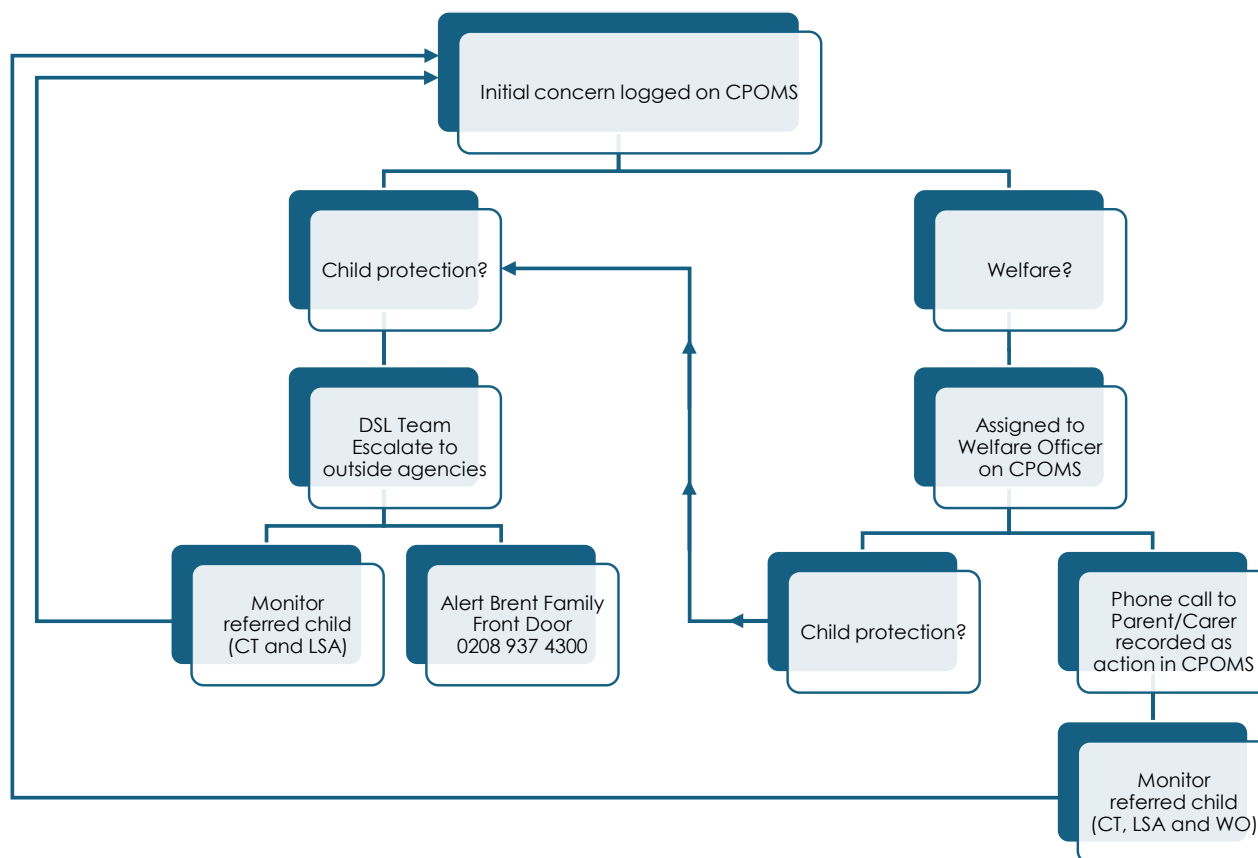 Initial concern logged on CPOMS
Child protection?
Welfare?
DSL Team
Escalate to
outside agencies
Assigned to
Welfare Officer
on CPOMS
Monitor
referred child
(CT and LSA)
Alert Brent Family
Front Door
0208 937 4300
Child protection?
Phone call to
Parent/Carer
recorded as
action in CPOMS
Monitor
referred child
(CT, LSA and WO)